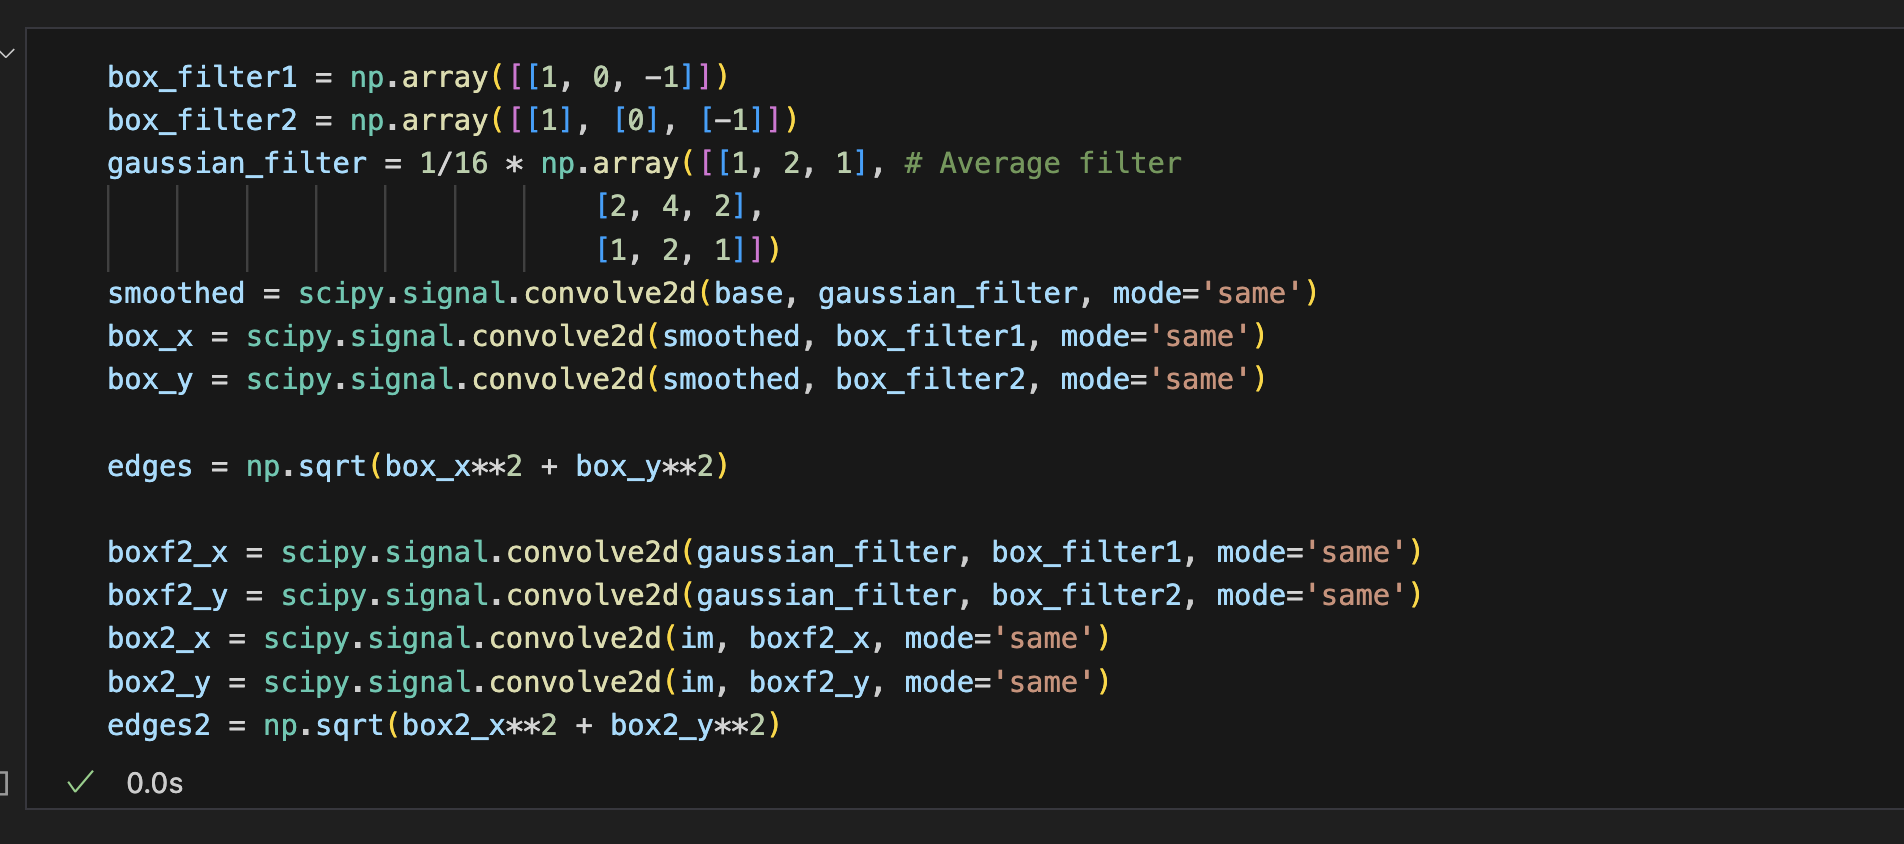 box_filter1 = np.array([[1, 0, -1]])
box_filter2 = np.array([[1], [0], [-1]])
gaussian_filter = 1/16 * np.array([[1, 2, 1], # Average filter
[2, 4, 2],
[1, 2, 1]])
smoothed = scipy.signal.convolve2d(base, gaussian_filter, mode='same')
box_x = scipy.signal.convolve2d(smoothed, box_filter1, mode='same')
box_y = scipy.signal.convolve2d(smoothed, box_filter2, mode='same')
edges = np.sqrt(box_x**2 + box_y**2)
boxf2_x = scipy.signal.convolve2d(gaussian_filter, box_filter1, mode='same')
boxf2_y = scipy.signal.convolve2d(gaussian_filter, box_filter2, mode='same')
box2_x = scipy.signal.convolve2d(im, boxf2_x, mode='same')
box2_y = scipy.signal.convolve2d(im, boxf2_y, mode='same')
edges2 = np.sqrt(box2_x**2 + box2_y**2)
0.0s